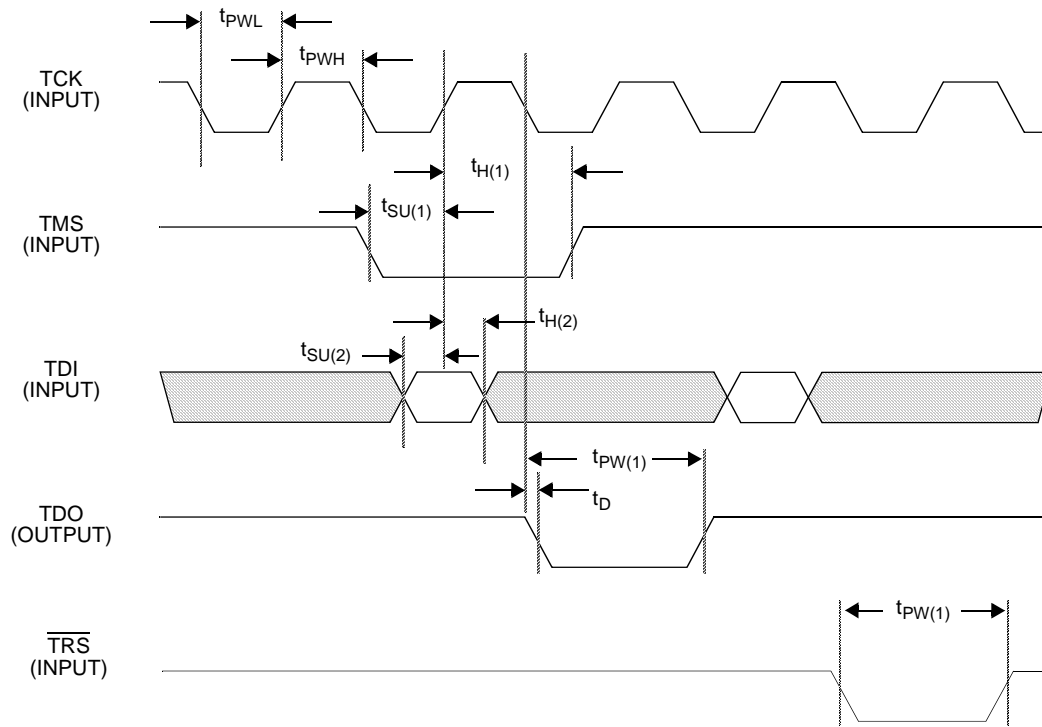 tPWL
tPWH
TCK
(INPUT)
tH(1)
tSU(1)
TMS
(INPUT)
tH(2)
tSU(2)
TDI
(INPUT)
tPW(1)
tD
TDO
(OUTPUT)
tPW(1)
TRS
(INPUT)